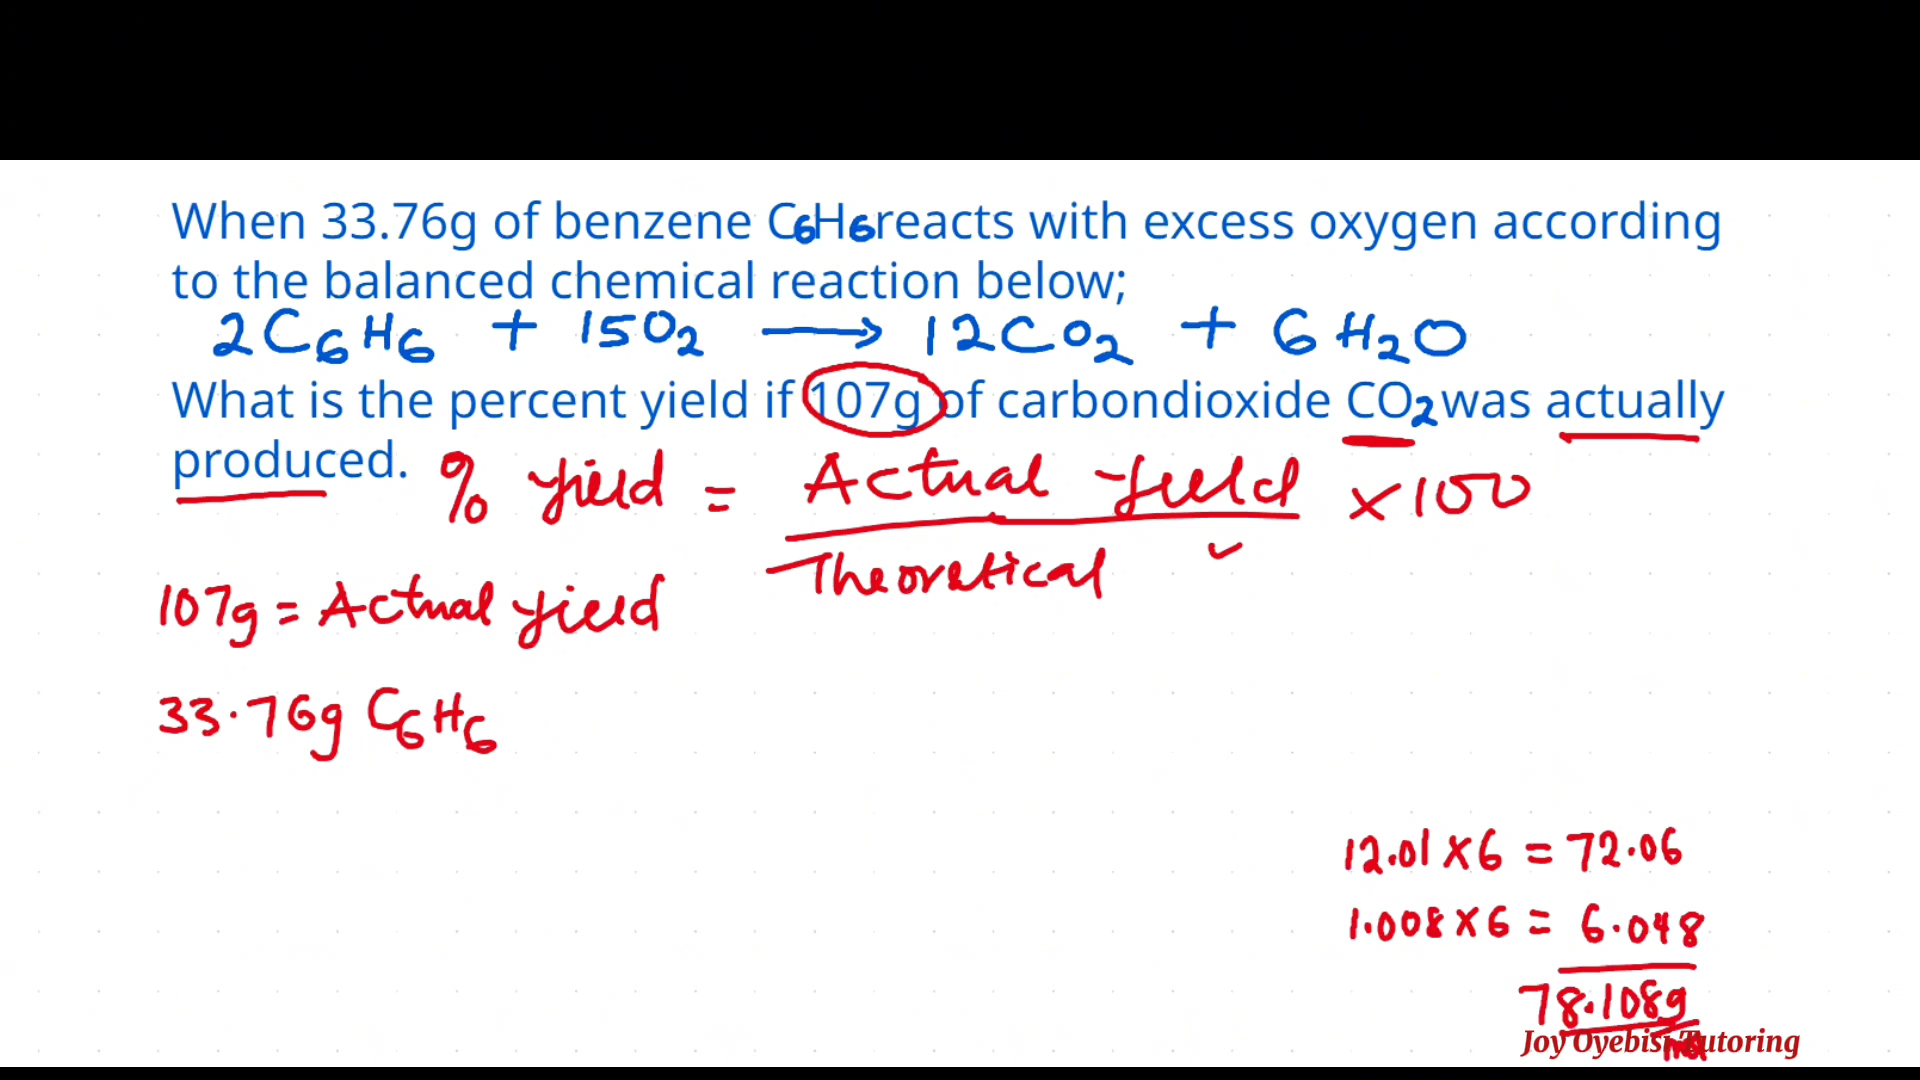 When 33.76g of benzene C6H6 reacts with excess oxygen according
to the balanced chemical reaction below;
2C6H6 + 15O2 → 12CO2 + 6H2O
What is the percent yield if 107g of carbondioxide CO2 was actually
produced.
% yield = Actual yield / Theoretical × 100
107g = Actual yield
33.76g C6H6
12.01 × 6 = 72.06
1.008 × 6 = 6.048
78.108g
Joy Oyebisi Tutoring